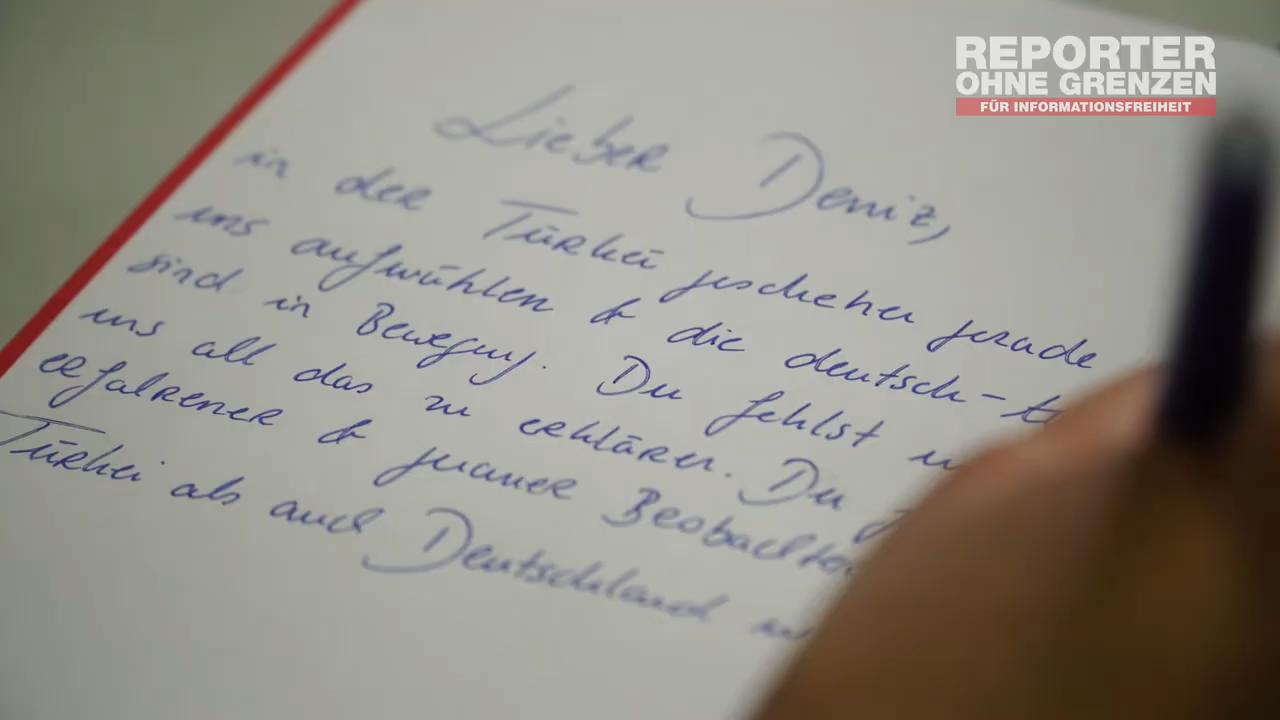 REPORTER
OHNE GRENZEN
FÜR INFORMATIONSFREIHEIT
Lieber Deniz,
in der Türkei geschehen gerade
uns aufwühlen & die deutsch-
sind in Bewegung. Du fehlst
uns all das zu erklären. Du
erfahrener & genauer
Türkei als auch Deutschland